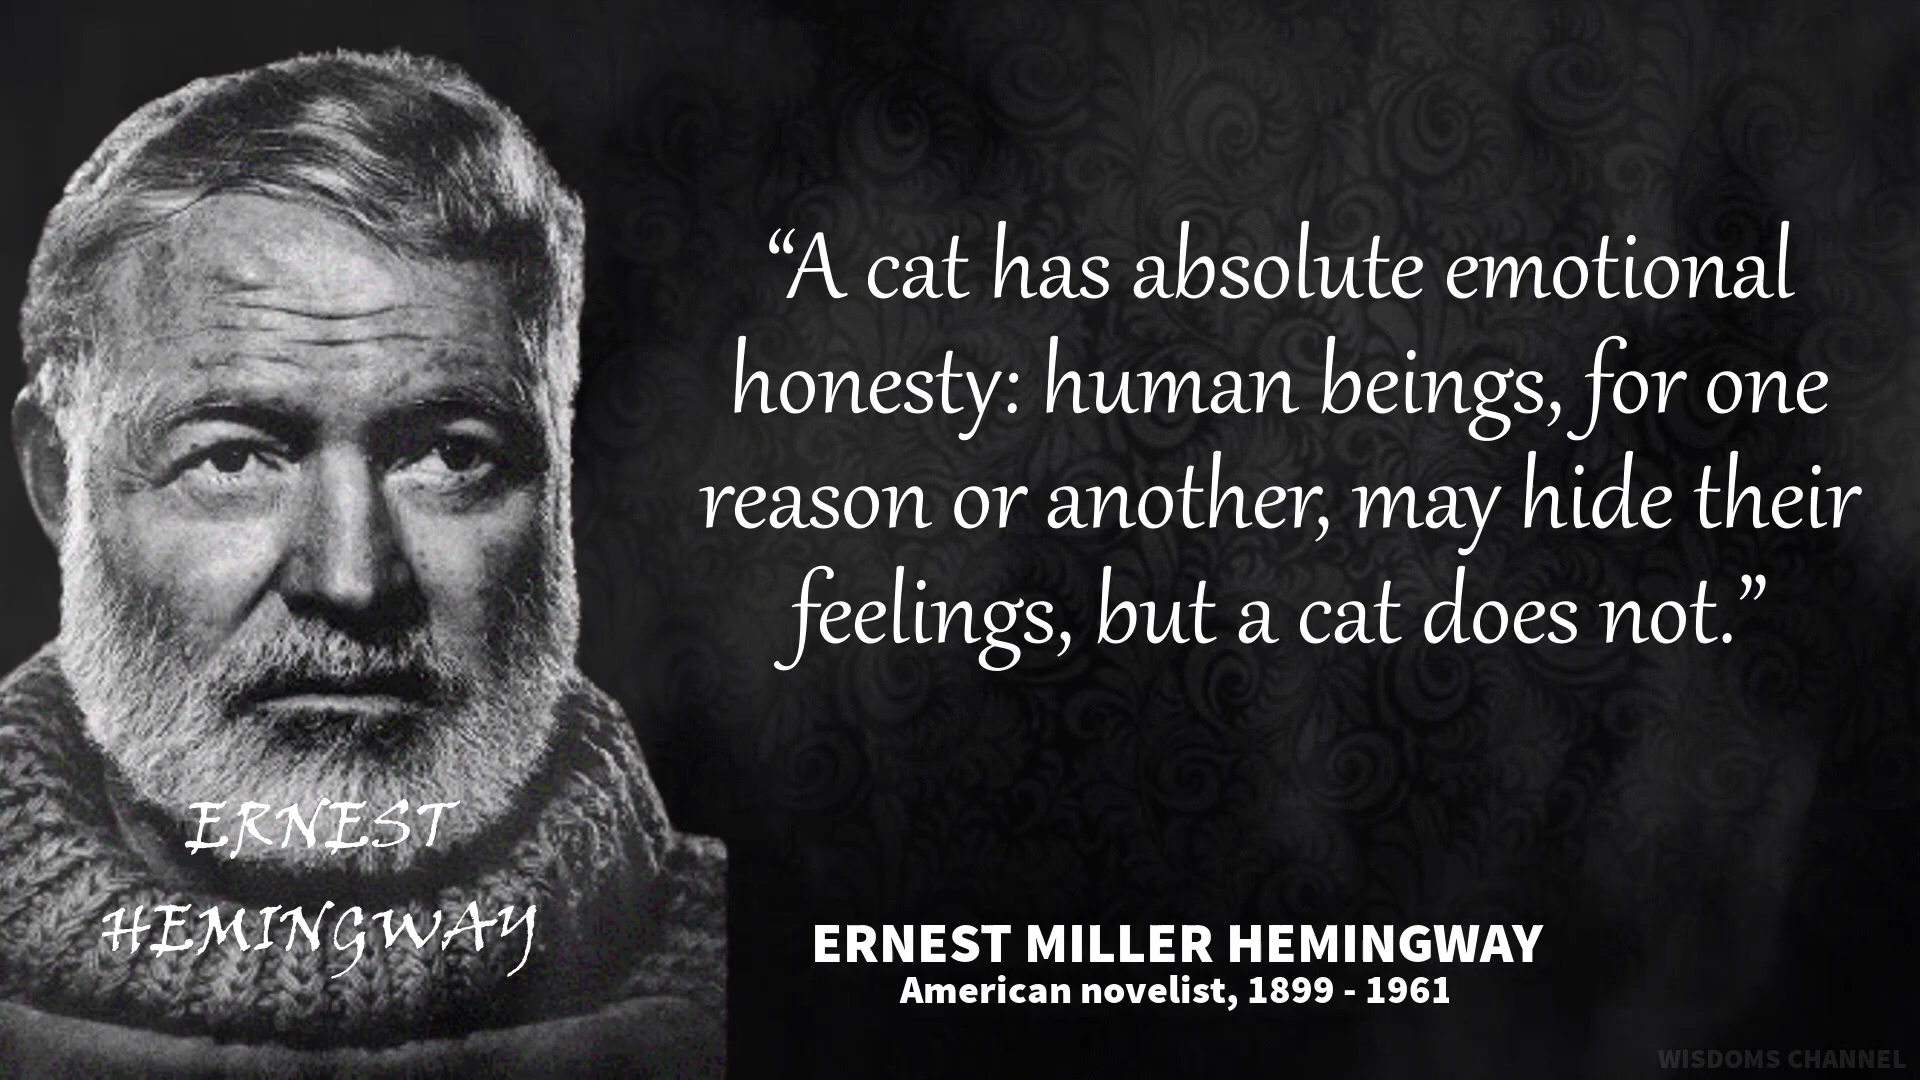 “A cat has absolute emotional
honesty: human beings, for one
reason or another, may hide their
feelings, but a cat does not.”
ERNEST
HEMINGWAY
ERNEST MILLER HEMINGWAY
American novelist, 1899 - 1961
WISDOMS CHANNEL